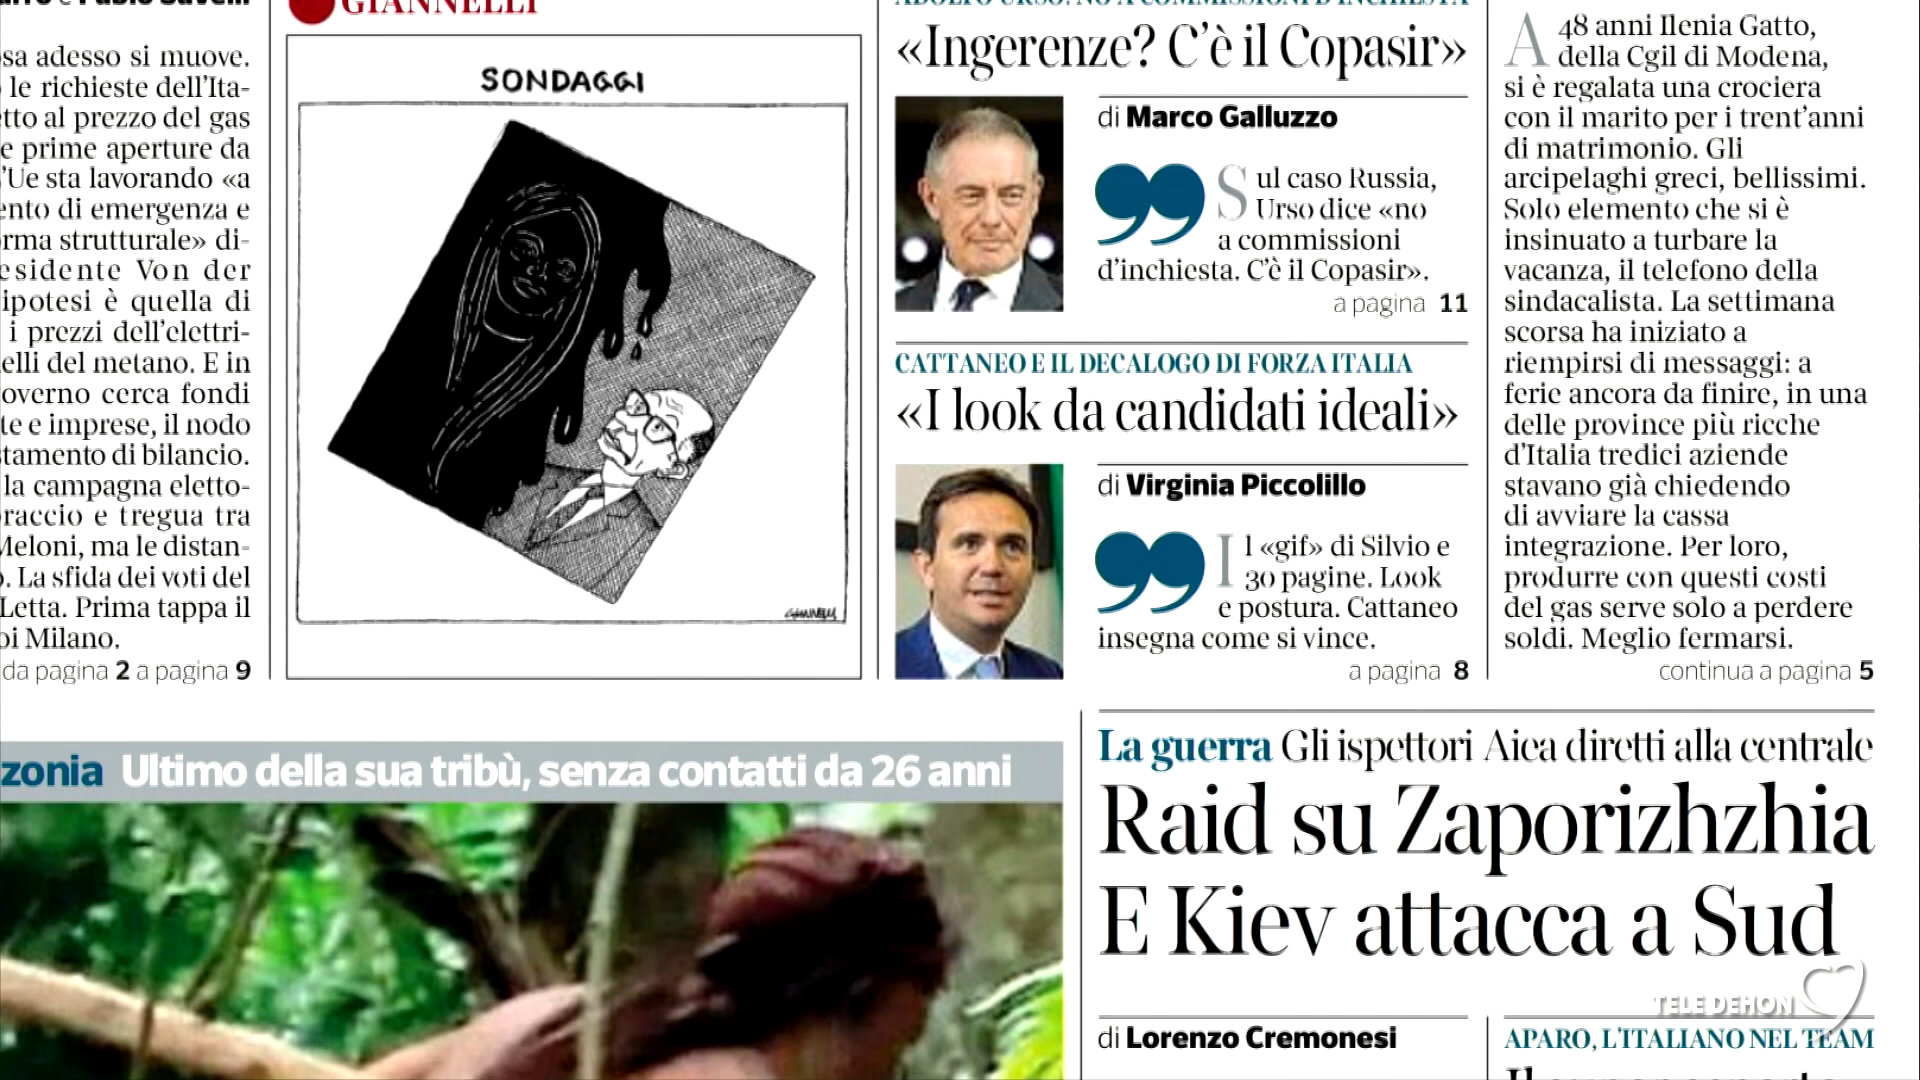 sa adesso si muove.
le richieste dell'Ita-
tto al prezzo del gas
e prime aperture da
'Ue sta lavorando «a
ento di emergenza e
rma strutturale» di-
esidente Von der
ipotesi è quella di
i prezzi dell'elettri-
elli del metano. E in
overno cerca fondi
te e imprese, il nodo
stamento di bilancio.
la campagna eletto-
raccio e tregua tra
Meloni, ma le distan-
o. La sfida dei voti del
Letta. Prima tappa il
oi Milano.
da pagina 2 a pagina 9
GIANNELLI
SONDAGGI
GIANNELLI
ADOLFO URSO: NO A COMMISSIONI D'INCHIESTA
«Ingerenze? C'è il Copasir»
di Marco Galluzzo
Sul caso Russia,
Urso dice «no
a commissioni
d'inchiesta. C'è il Copasir».
a pagina 11
CATTANEO E IL DECALOGO DI FORZA ITALIA
«I look da candidati ideali»
di Virginia Piccolillo
Il «gif» di Silvio e
30 pagine. Look
e postura. Cattaneo
insegna come si vince.
a pagina 8
A 48 anni Ilenia Gatto,
della Cgil di Modena,
si è regalata una crociera
con il marito per i trent'anni
di matrimonio. Gli
arcipelaghi greci, bellissimi.
Solo elemento che si è
insinuato a turbare la
vacanza, il telefono della
sindacalista. La settimana
scorsa ha iniziato a
riempirsi di messaggi: a
ferie ancora da finire, in una
delle province più ricche
d'Italia tredici aziende
stavano già chiedendo
di avviare la cassa
integrazione. Per loro,
produrre con questi costi
del gas serve solo a perdere
soldi. Meglio fermarsi.
continua a pagina 5
zonia Ultimo della sua tribù, senza contatti da 26 anni
La guerra Gli ispettori Aiea diretti alla centrale
Raid su Zaporizhzhia
E Kiev attacca a Sud
di Lorenzo Cremonesi
APARO, L'ITALIANO NEL TEAM
TELE DEHON